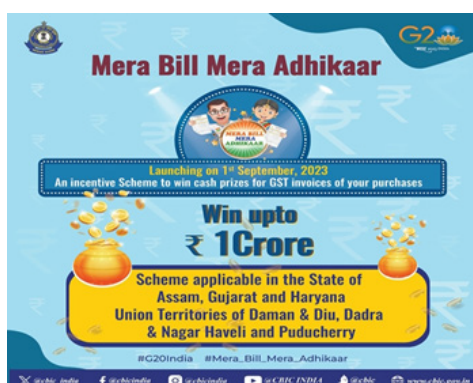 G20
Mera Bill Mera Adhikaar
MERA BILL
MERA
ADHIKAAR
Launching on 1st September, 2023
An incentive Scheme to win cash prizes for GST invoices of your purchases
Win upto
₹ 1Crore
Scheme applicable in the State of
Assam, Gujarat and Haryana
Union Territories of Daman & Diu, Dadra
& Nagar Haveli and Puducherry
#G20India #Mera_Bill_Mera_Adhikaar
@cbic_india @cbicindia @cbicindia @CBIC INDIA @cbic www.cbic.gov.in